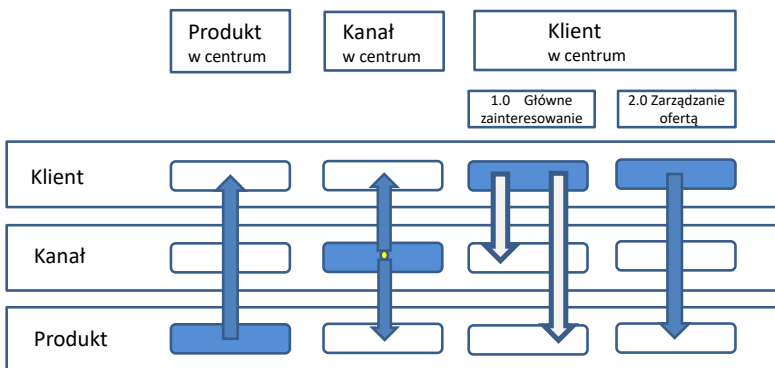 Produkt
w centrum
Kanał
w centrum
Klient
w centrum
1.0 Główne
zainteresowanie
2.0 Zarządzanie
ofertą
Klient
Kanał
Produkt